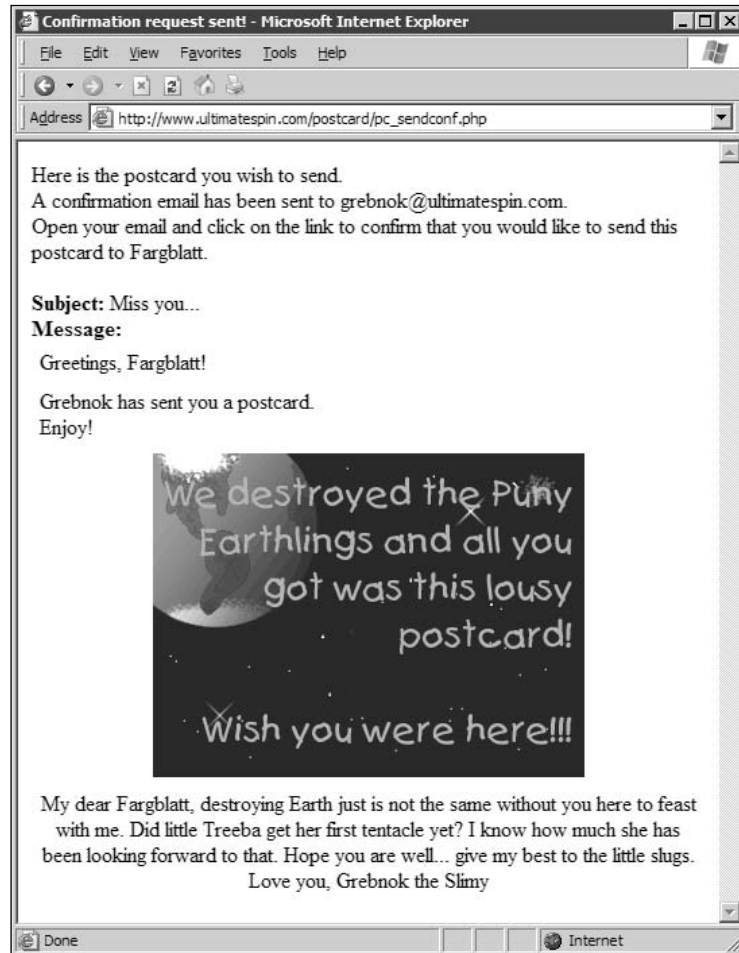 Confirmation request sent! - Microsoft Internet Explorer
File Edit View Favorites Tools Help
Address http://www.ultimatespin.com/postcard/pc_sendconf.php
Here is the postcard you wish to send.
A confirmation email has been sent to grebnok@ultimatespin.com.
Open your email and click on the link to confirm that you would like to send this
postcard to Fargblatt.
Subject: Miss you...
Message:
Greetings, Fargblatt!
Grebnok has sent you a postcard.
Enjoy!
We destroyed the Puny
Earthlings and all you
got was this lousy
postcard!
Wish you were here!!!
My dear Fargblatt, destroying Earth just is not the same without you here to feast
with me. Did little Treeba get her first tentacle yet? I know how much she has
been looking forward to that. Hope you are well... give my best to the little slugs.
Love you, Grebnok the Slimy
Done Internet